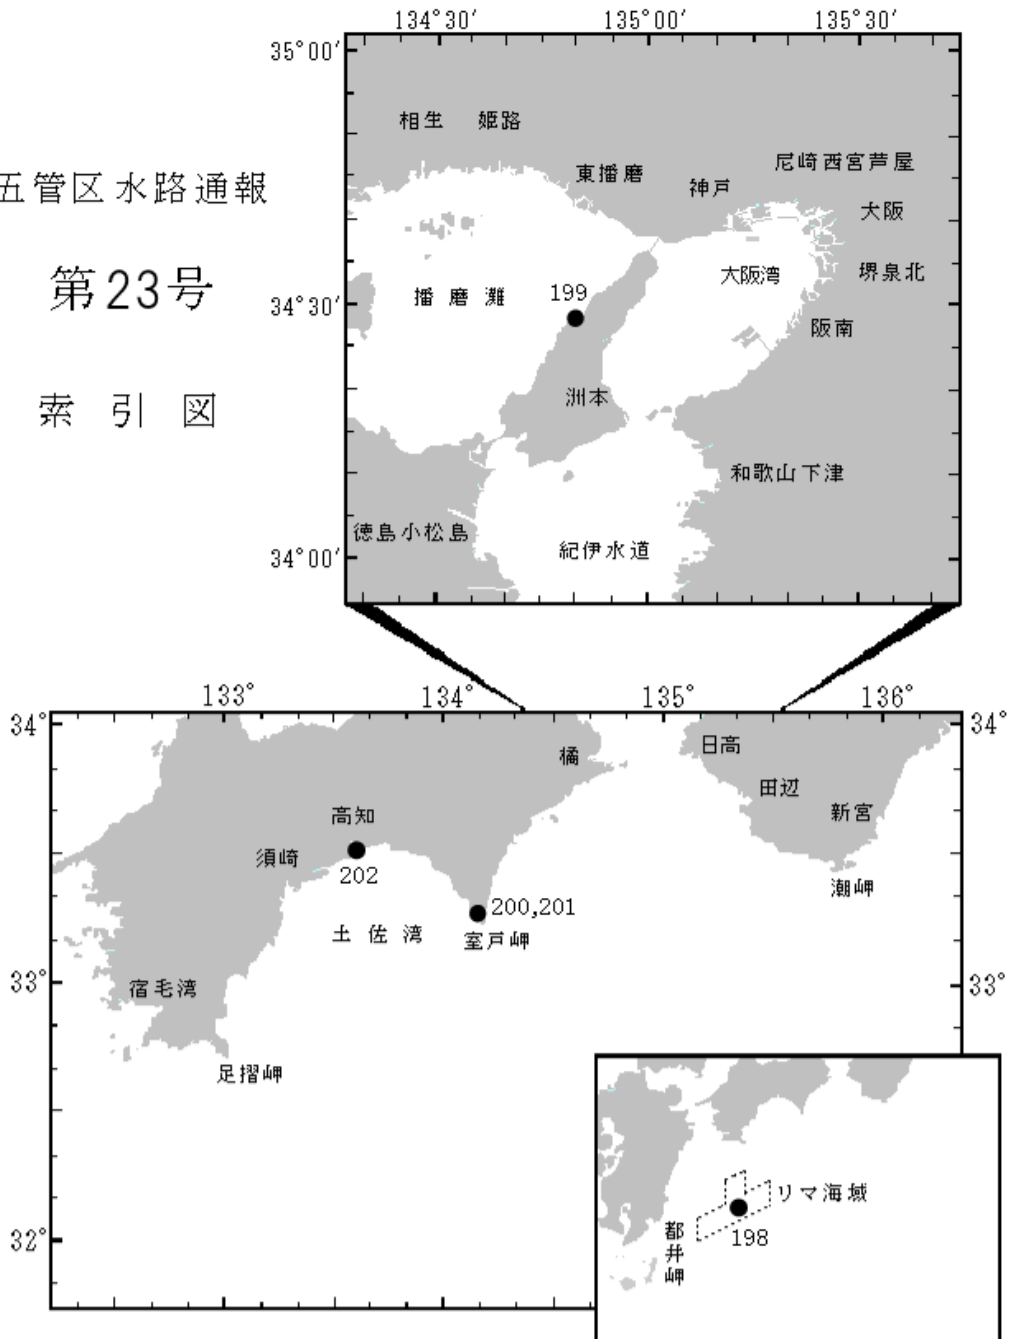 五管区水路通報
第23号
索 引 図
134°30′ 135°00′ 135°30′
35°00′
相生 姫路
東播磨
神戸
尼崎西宮芦屋
大阪
大阪湾
堺泉北
播磨灘
199
34°30′
阪南
洲本
和歌山下津
徳島小松島
紀伊水道
34°00′
133° 134° 135° 136°
34° 34°
橘
日高
田辺
新宮
高知
須崎
202
潮岬
200,201
土佐湾
室戸岬
33° 33°
宿毛湾
足摺岬
リマ海域
198
都井岬
32°